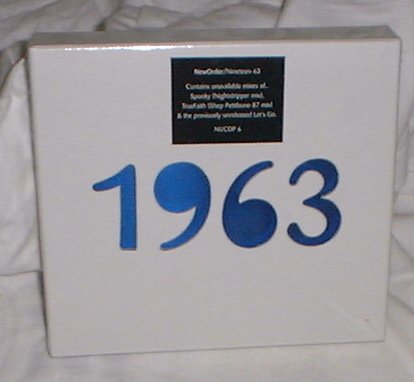 NewOrder/Nineteen 63
Contains unavailable mixes of..
Spooky (Nightstripper mix),
TrueFaith (Shep Pettibone 87 mix)
& the previously unreleased Let's Go.
NUCDP 6
1963